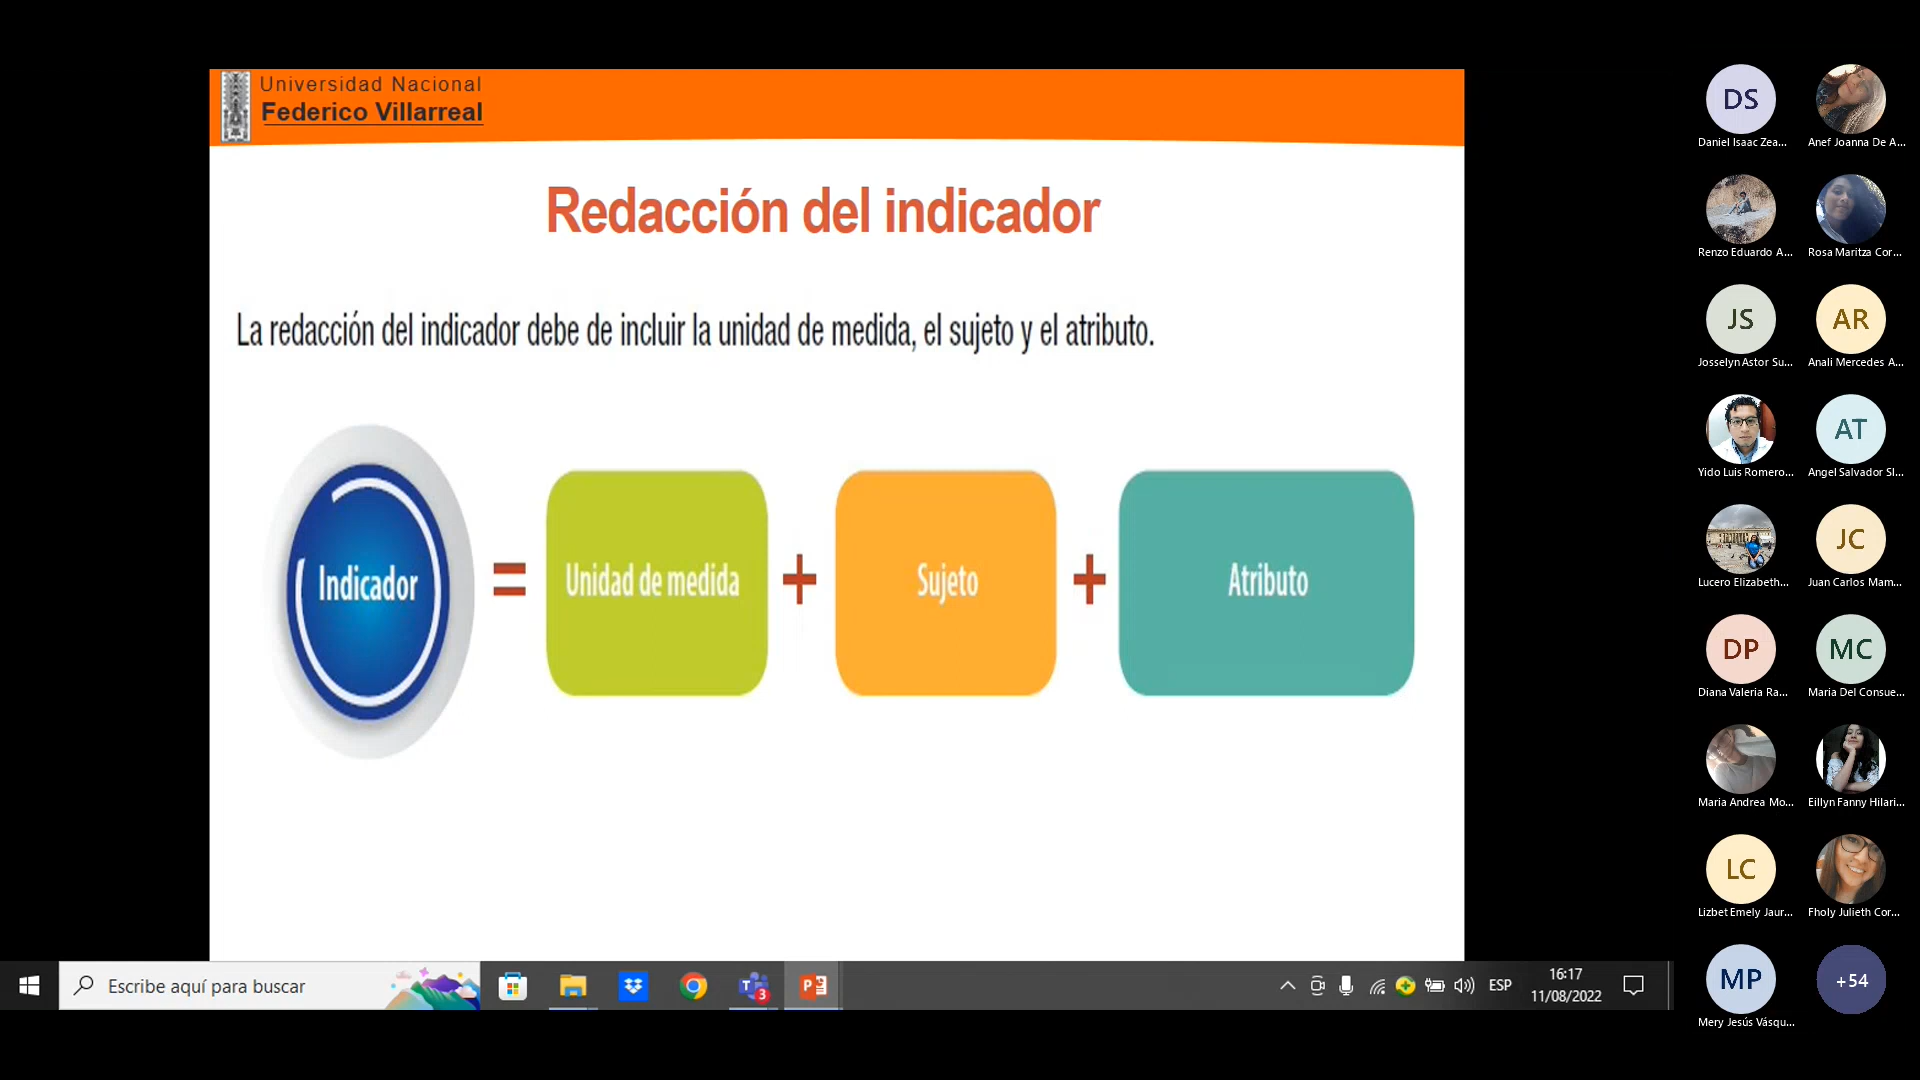 Universidad Nacional
Federico Villarreal
Redacción del indicador
La redacción del indicador debe de incluir la unidad de medida, el sujeto y el atributo.
Indicador = Unidad de medida + Sujeto + Atributo
DS
Daniel Isaac Zea...
Anef Joanna De A...
Renzo Eduardo A...
Rosa Maritza Cor...
JS
AR
Josselyn Astor Su...
Anali Mercedes A...
Yido Luis Romero...
AT
Angel Salvador Sl...
Lucero Elizabeth...
JC
Juan Carlos Mam...
DP
MC
Diana Valeria Ra...
Maria Del Consue...
Maria Andrea Mo...
Eillyn Fanny Hilari...
LC
Lizbet Emely Jaur...
Fholy Julieth Cor...
MP
+54
Mery Jesús Vásqu...
Escribe aquí para buscar
3
ESP
16:17
11/08/2022